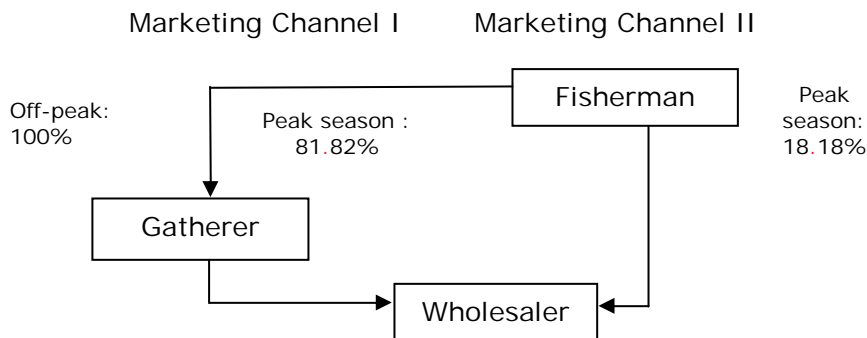 Marketing Channel I
Marketing Channel II
Off-peak:
100%
Peak season :
81.82%
Fisherman
Peak
season:
18.18%
Gatherer
Wholesaler